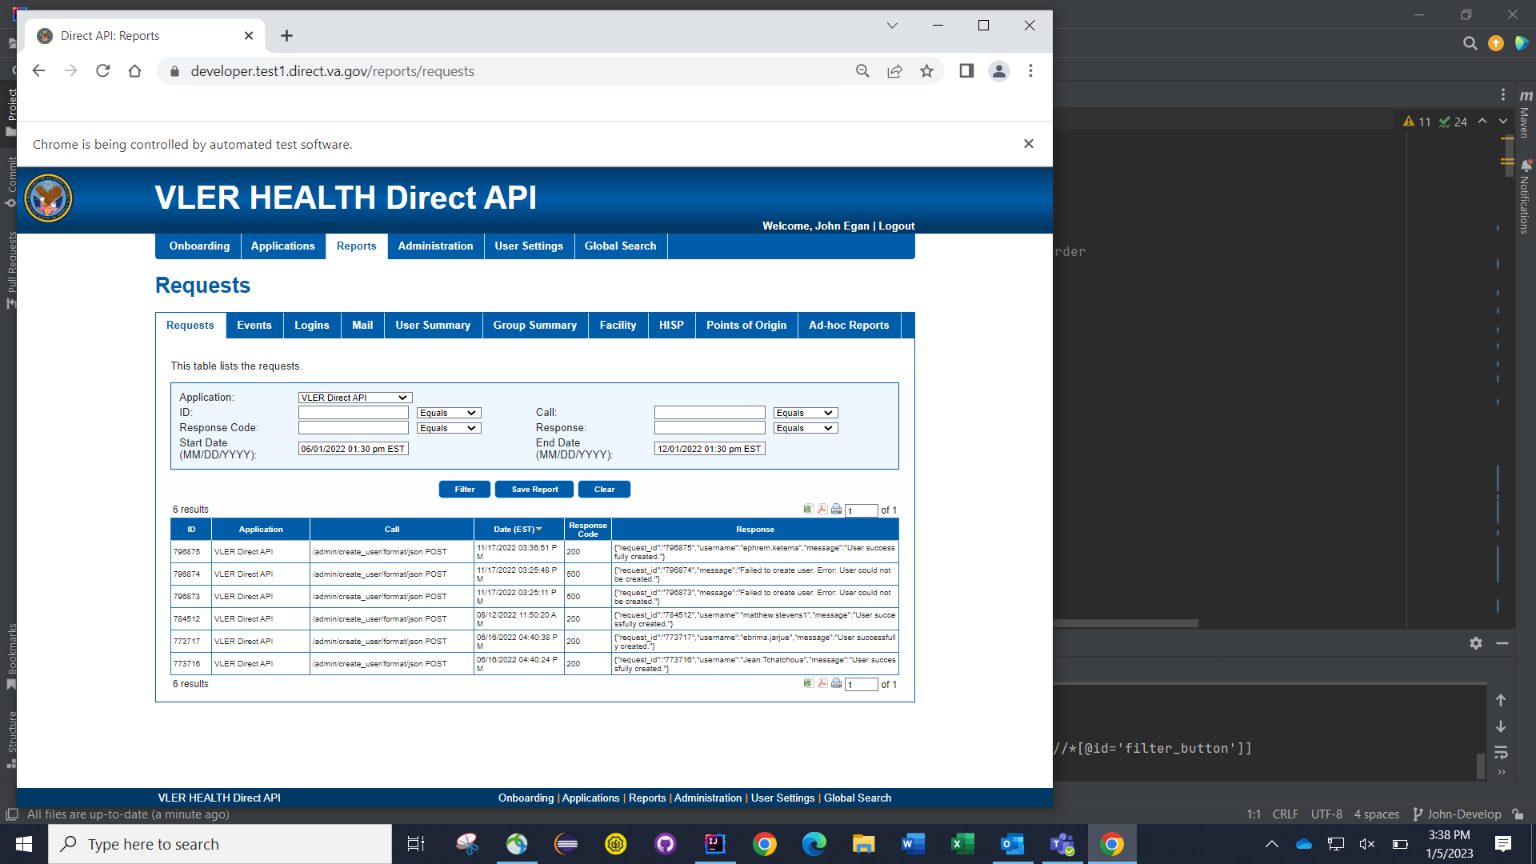 Direct API: Reports
developer.test1.direct.va.gov/reports/requests
Chrome is being controlled by automated test software.
VLER HEALTH Direct API
Welcome, John Egan | Logout
Onboarding Applications Reports Administration User Settings Global Search
Requests
Requests Events Logins Mail User Summary Group Summary Facility HISP Points of Origin Ad-hoc Reports
This table lists the requests.
Application: VLER Direct API
ID: Equals Call: Equals
Response Code: Equals Response: Equals
Start Date (MM/DD/YYYY): 06/01/2022 01:30 pm EST End Date (MM/DD/YYYY): 12/01/2022 01:30 pm EST
Filter Save Report Clear
6 results 1 of 1
ID Application Call Date (EST) Response Code Response
796875 VLER Direct API /admin/create_user/format/json POST 11/17/2022 03:36:51 PM 200 {"request_id":"796875","username":"ephrem.ketema","message":"User successfully created."}
796874 VLER Direct API /admin/create_user/format/json POST 11/17/2022 03:25:48 PM 500 {"request_id":"796874","message":"Failed to create user. Error: User could not be created."}
796873 VLER Direct API /admin/create_user/format/json POST 11/17/2022 03:25:11 PM 500 {"request_id":"796873","message":"Failed to create user. Error: User could not be created."}
784512 VLER Direct API /admin/create_user/format/json POST 08/12/2022 11:50:20 AM 200 {"request_id":"784512","username":"matthew.stevens1","message":"User successfully created."}
773717 VLER Direct API /admin/create_user/format/json POST 06/16/2022 04:40:38 PM 200 {"request_id":"773717","username":"ebrima.jarjue","message":"User successfully created."}
773716 VLER Direct API /admin/create_user/format/json POST 06/16/2022 04:40:24 PM 200 {"request_id":"773716","username":"Jean.Tchatchoua","message":"User successfully created."}
6 results 1 of 1
VLER HEALTH Direct API Onboarding | Applications | Reports | Administration | User Settings | Global Search
Project
Commit
Pull Requests
Bookmarks
Structure
11 24
m
Maven
Notifications
rder
//*[@id='filter_button']]
All files are up-to-date (a minute ago) 1:1 CRLF UTF-8 4 spaces John-Develop
Type here to search
3:38 PM
1/5/2023